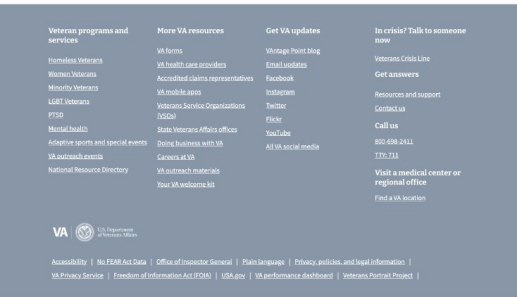 Veteran programs and
services
Homeless Veterans
Women Veterans
Minority Veterans
LGBT Veterans
PTSD
Mental health
Adaptive sports and special events
VA outreach events
National Resource Directory
More VA resources
VA forms
VA health care providers
Accredited claims representatives
VA mobile apps
Veterans Service Organizations
(VSOs)
State Veterans Affairs offices
Doing business with VA
Careers at VA
VA outreach materials
Your VA welcome kit
Get VA updates
VAntage Point blog
Email updates
Facebook
Instagram
Twitter
Flickr
YouTube
All VA social media
In crisis? Talk to someone
now
Veterans Crisis Line
Get answers
Resources and support
Contact us
Call us
800-698-2411
TTY: 711
Visit a medical center or
regional office
Find a VA location
VA
U.S. Department
of Veterans Affairs
Accessibility | No FEAR Act Data | Office of Inspector General | Plain language | Privacy, policies, and legal information |
VA Privacy Service | Freedom of Information Act (FOIA) | USA.gov | VA performance dashboard | Veterans Portrait Project |